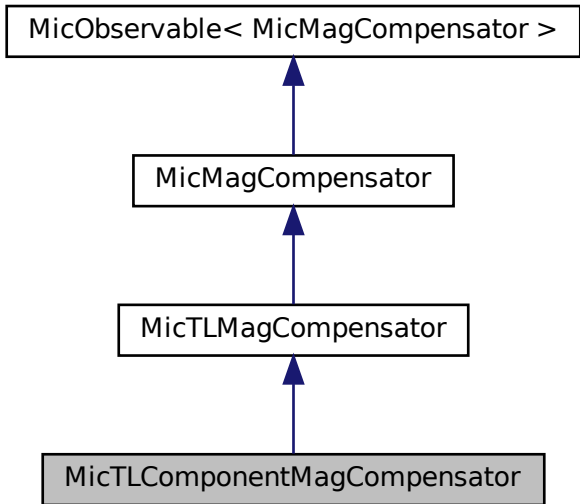 MicObservable< MicMagCompensator >
MicMagCompensator
MicTLMagCompensator
MicTLComponentMagCompensator